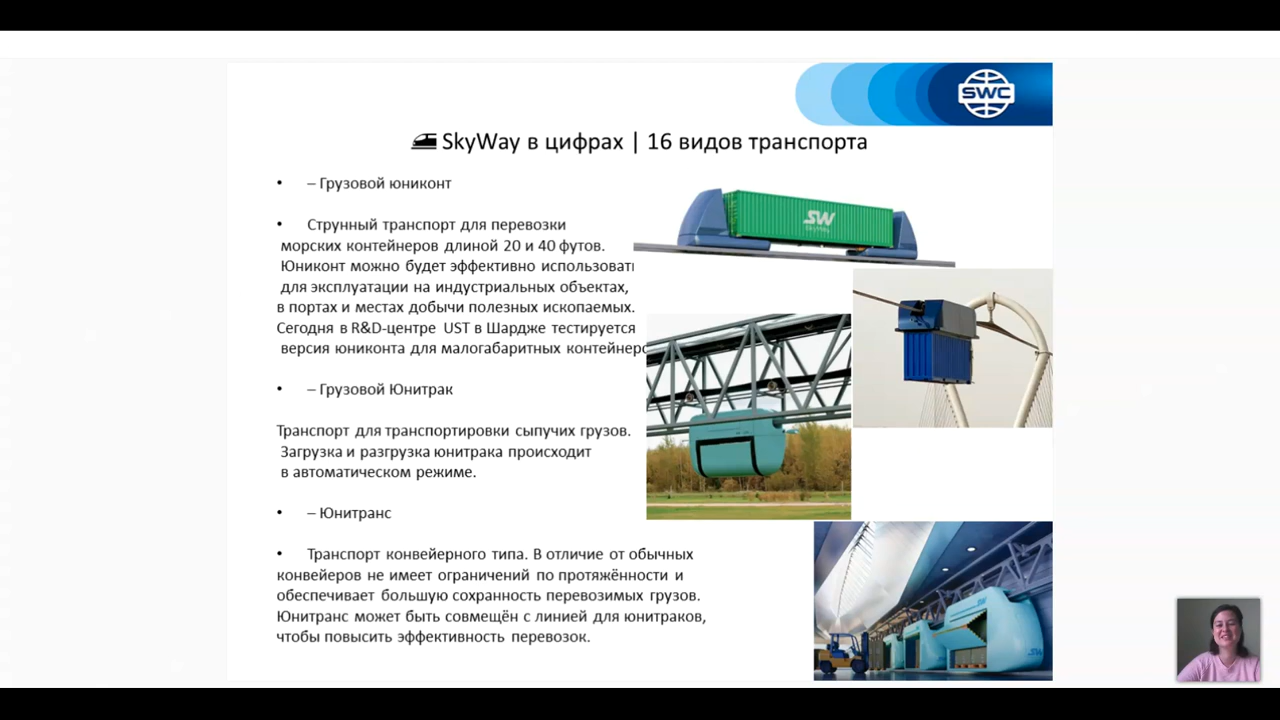 SWC
SkyWay в цифрах | 16 видов транспорта
• – Грузовой юниконт
• Струнный транспорт для перевозки
морских контейнеров длиной 20 и 40 футов.
Юниконт можно будет эффективно использовать
для эксплуатации на индустриальных объектах,
в портах и местах добычи полезных ископаемых.
Сегодня в R&D-центре UST в Шардже тестируется
версия юниконта для малогабаритных контейнеро
• – Грузовой Юнитрак
Транспорт для транспортировки сыпучих грузов.
Загрузка и разгрузка юнитрака происходит
в автоматическом режиме.
• – Юнитранс
• Транспорт конвейерного типа. В отличие от обычных
конвейеров не имеет ограничений по протяжённости и
обеспечивает большую сохранность перевозимых грузов.
Юнитранс может быть совмещён с линией для юнитраков,
чтобы повысить эффективность перевозок.
SW
SkyWay
SWC